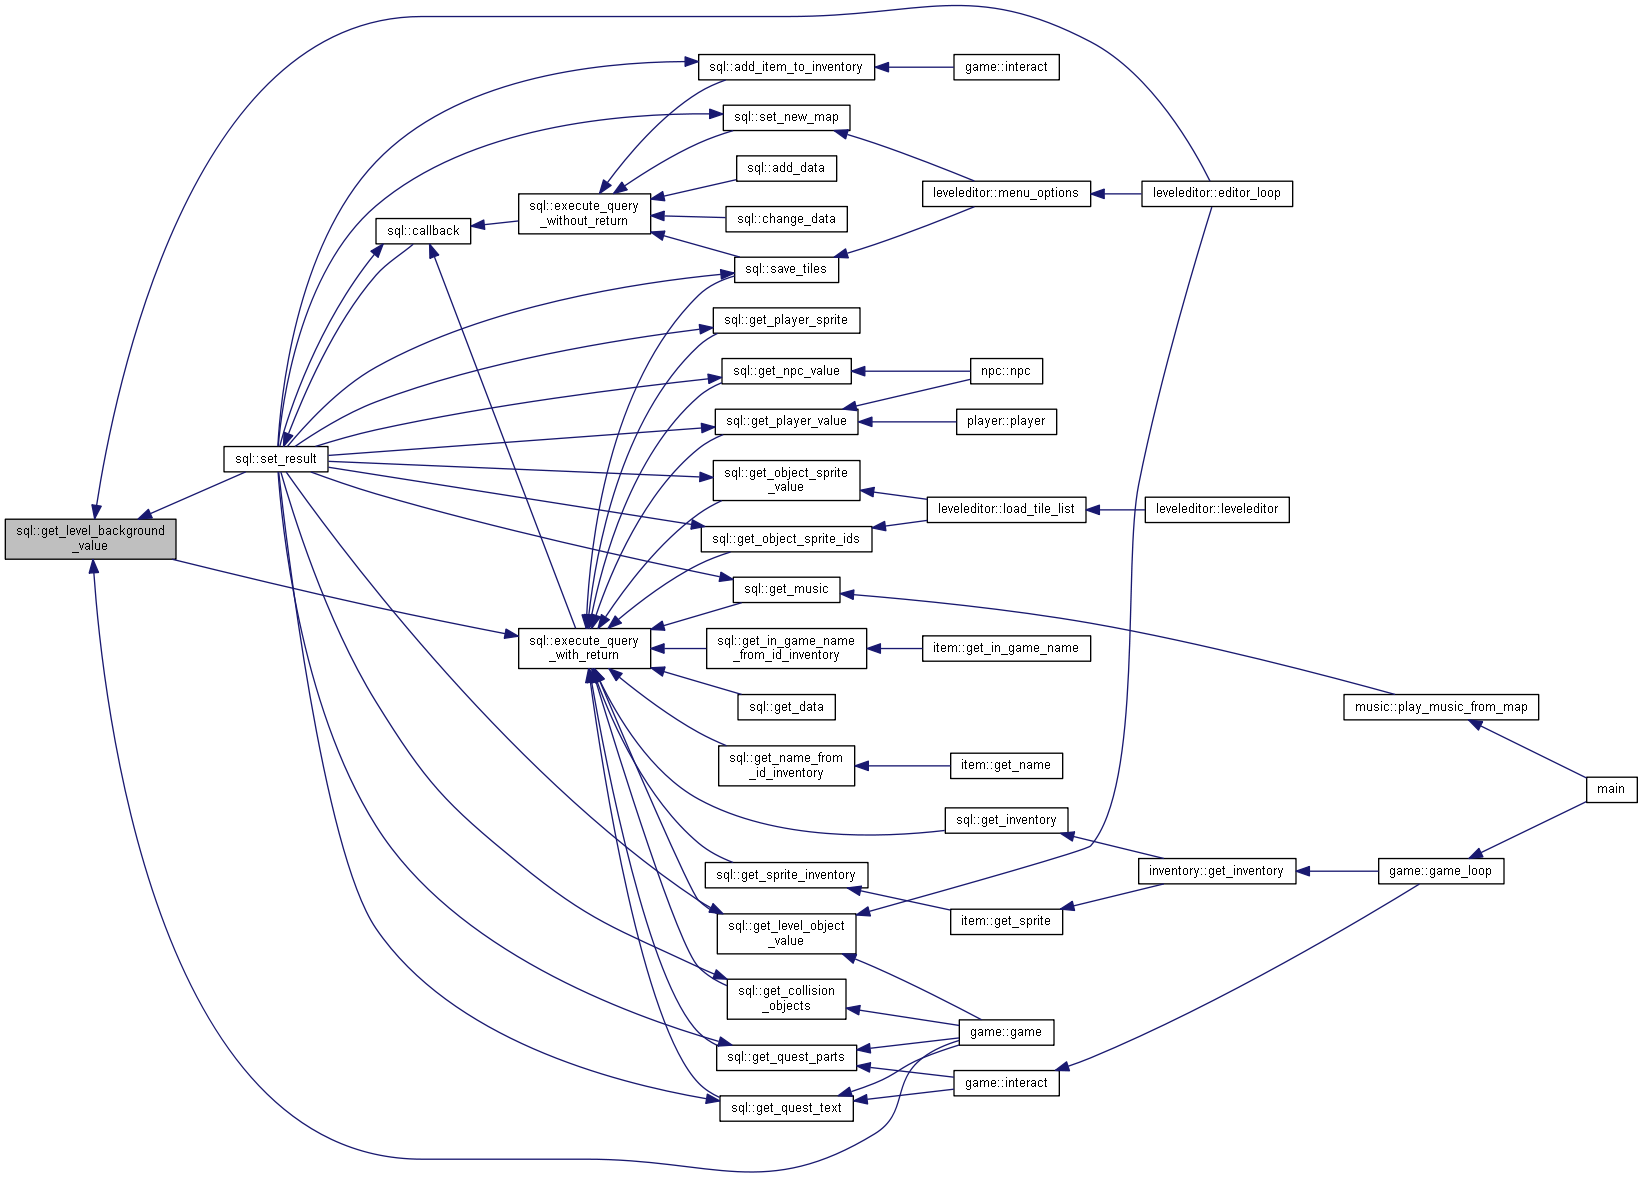 sql::add_item_to_inventory
game::interact
sql::set_new_map
sql::add_data
leveleditor::menu_options
leveleditor::editor_loop
sql::execute_query
_without_return
sql::change_data
sql::callback
sql::save_tiles
sql::get_player_sprite
sql::get_npc_value
npc::npc
sql::get_player_value
player::player
sql::set_result
sql::get_object_sprite
_value
leveleditor::load_tile_list
leveleditor::leveleditor
sql::get_level_background
_value
sql::get_object_sprite_ids
sql::get_music
sql::execute_query
_with_return
sql::get_in_game_name
_from_id_inventory
item::get_in_game_name
sql::get_data
music::play_music_from_map
sql::get_name_from
_id_inventory
item::get_name
main
sql::get_inventory
sql::get_sprite_inventory
inventory::get_inventory
game::game_loop
item::get_sprite
sql::get_level_object
_value
sql::get_collision
_objects
game::game
sql::get_quest_parts
game::interact
sql::get_quest_text